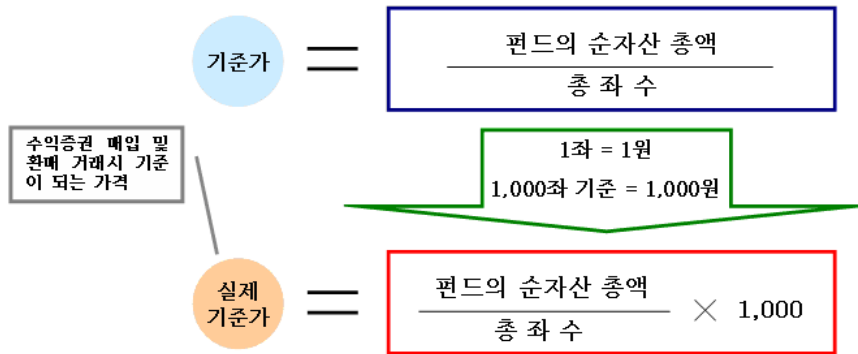 기준가
=
펀드의 순자산 총액
총 좌 수
수익증권 매입 및
환매 거래시 기준
이 되는 가격
1좌 = 1원
1,000좌 기준 = 1,000원
실제
기준가
=
펀드의 순자산 총액
총 좌 수
× 1,000